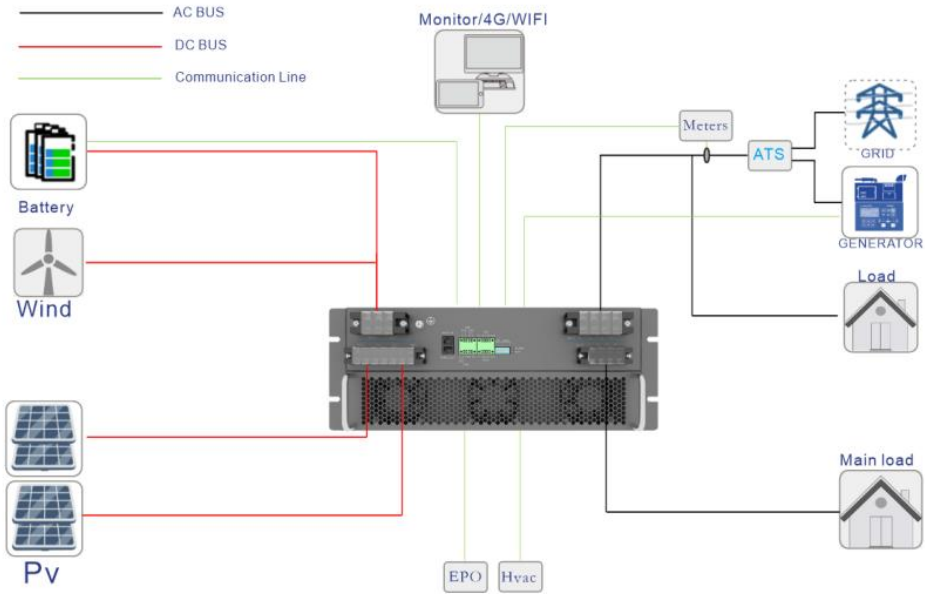 AC BUS
DC BUS
Communication Line
Monitor/4G/WIFI
Meters
ATS
GRID
GENERATOR
Battery
Wind
Load
Main load
Pv
EPO
Hvac